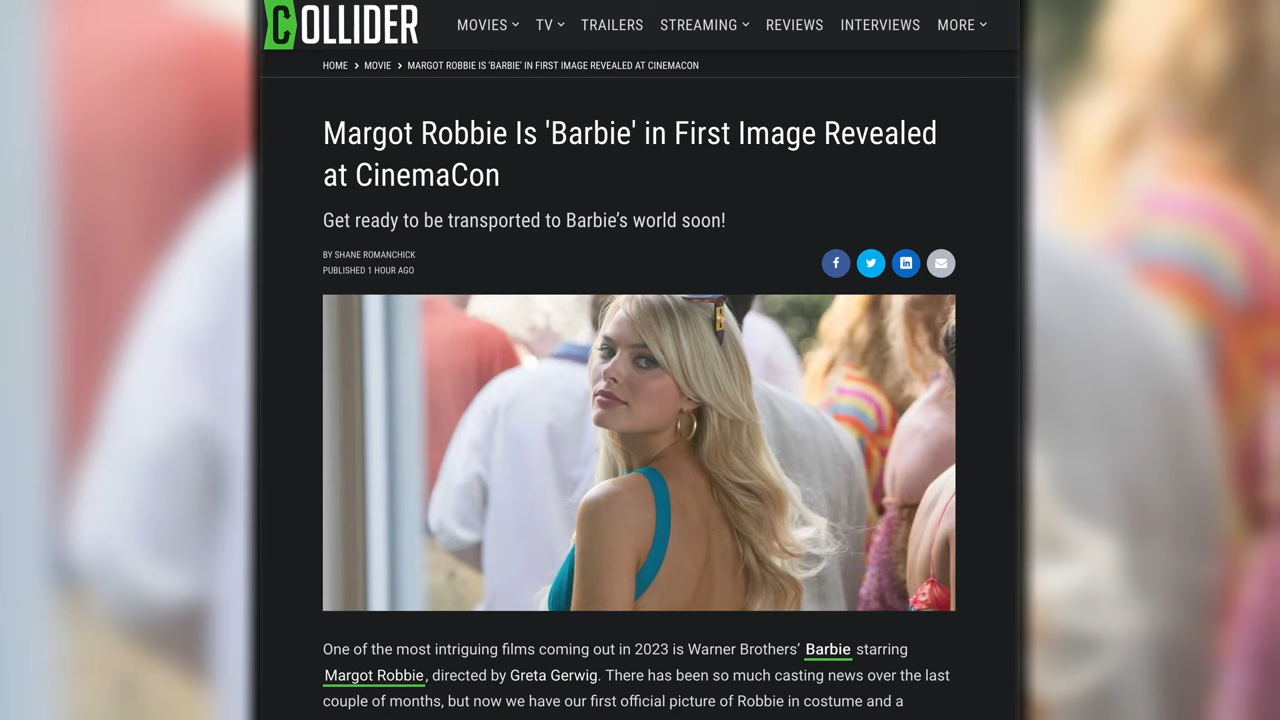 COLLIDER
MOVIES TV TRAILERS STREAMING REVIEWS INTERVIEWS MORE
HOME > MOVIE > MARGOT ROBBIE IS 'BARBIE' IN FIRST IMAGE REVEALED AT CINEMACON
Margot Robbie Is 'Barbie' in First Image Revealed
at CinemaCon
Get ready to be transported to Barbie’s world soon!
BY SHANE ROMANCHICK
PUBLISHED 1 HOUR AGO
One of the most intriguing films coming out in 2023 is Warner Brothers’ Barbie starring
Margot Robbie, directed by Greta Gerwig. There has been so much casting news over the last
couple of months, but now we have our first official picture of Robbie in costume and a